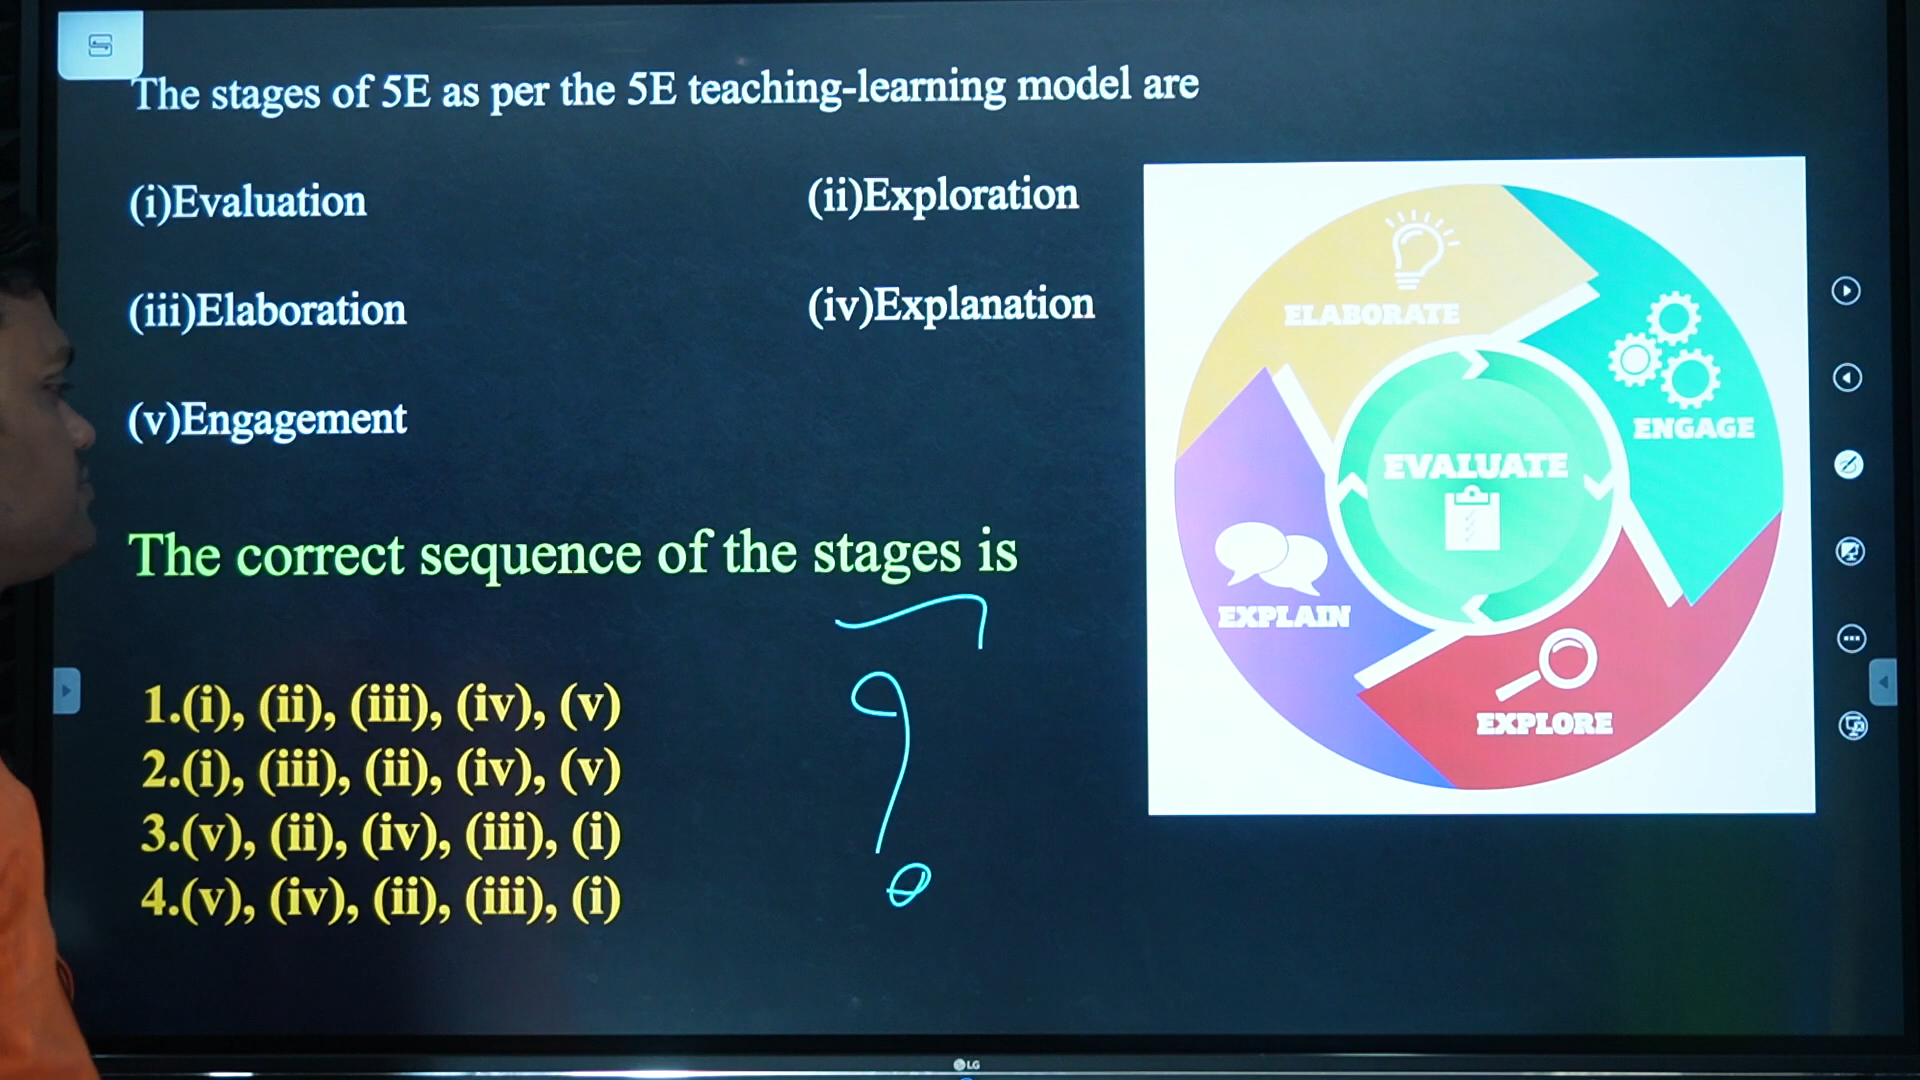 The stages of 5E as per the 5E teaching-learning model are
(i)Evaluation
(ii)Exploration
(iii)Elaboration
(iv)Explanation
(v)Engagement
The correct sequence of the stages is
1.(i), (ii), (iii), (iv), (v)
2.(i), (iii), (ii), (iv), (v)
3.(v), (ii), (iv), (iii), (i)
4.(v), (iv), (ii), (iii), (i)
?
ELABORATE
ENGAGE
EVALUATE
EXPLAIN
EXPLORE
LG